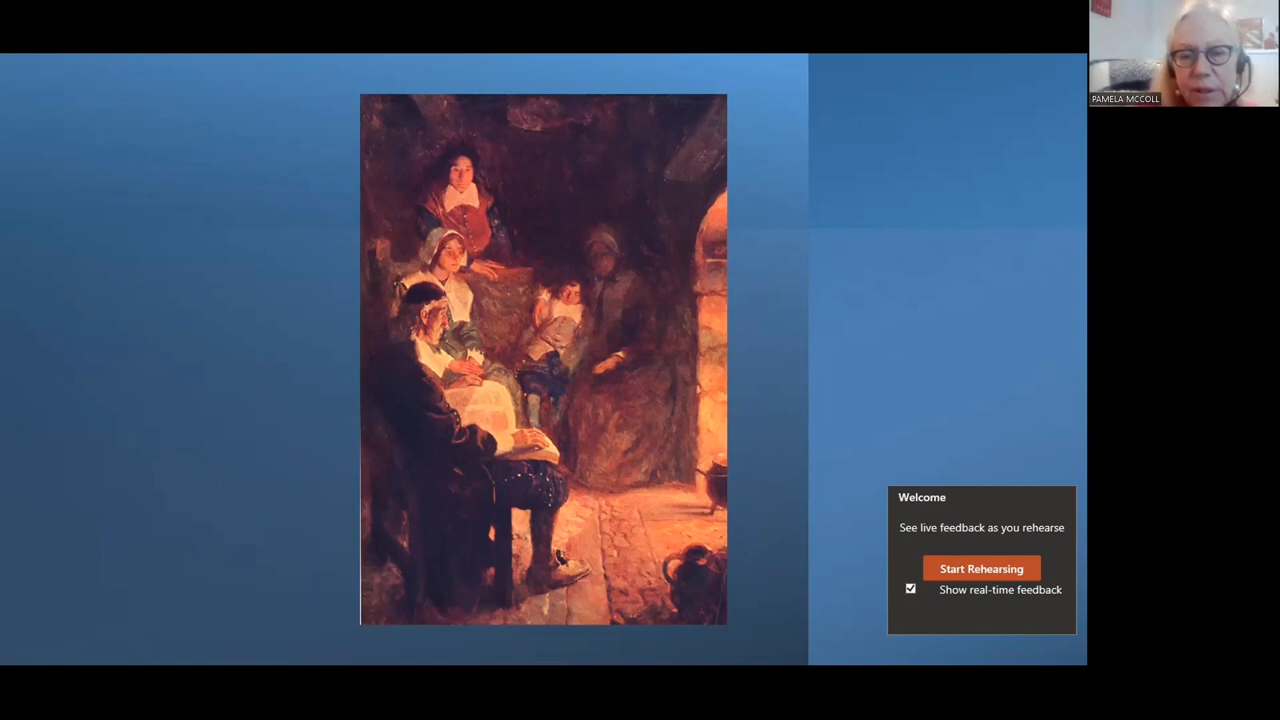 PAMELA MCCOLL
Welcome
See live feedback as you rehearse
Start Rehearsing
Show real-time feedback